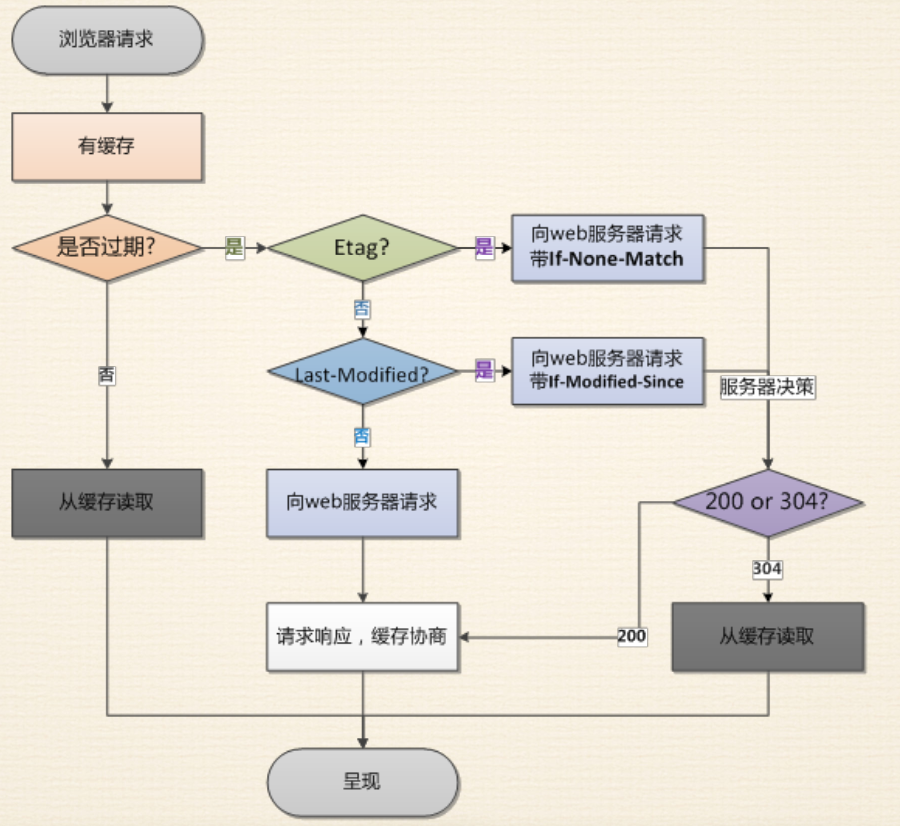 浏览器请求
有缓存
是否过期?
是
Etag?
是
向web服务器请求
带If-None-Match
否
否
Last-Modified?
是
向web服务器请求
带If-Modified-Since
服务器决策
否
从缓存读取
向web服务器请求
200 or 304?
304
请求响应，缓存协商
200
从缓存读取
呈现